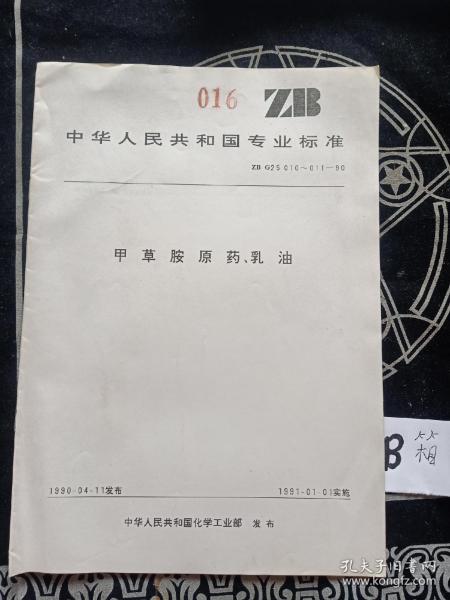 016 ZB
中华人民共和国专业标准
ZB G25 010～011—90
甲草胺原药、乳油
1990-04-11发布 1991-01-01实施
中华人民共和国化学工业部 发布
B 箱
孔夫子旧书网
www.kongfz.com